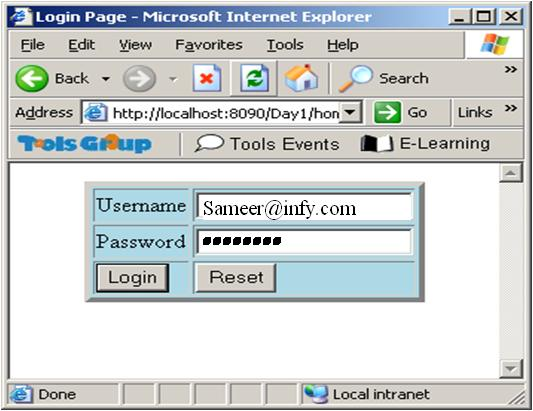 Login Page - Microsoft Internet Explorer
File Edit View Favorites Tools Help
Back Search »
Address http://localhost:8090/Day1/hon Go Links »
Tools Group Tools Events E-Learning
Username Sameer@infy.com
Password ••••••••
Login Reset
Done Local intranet